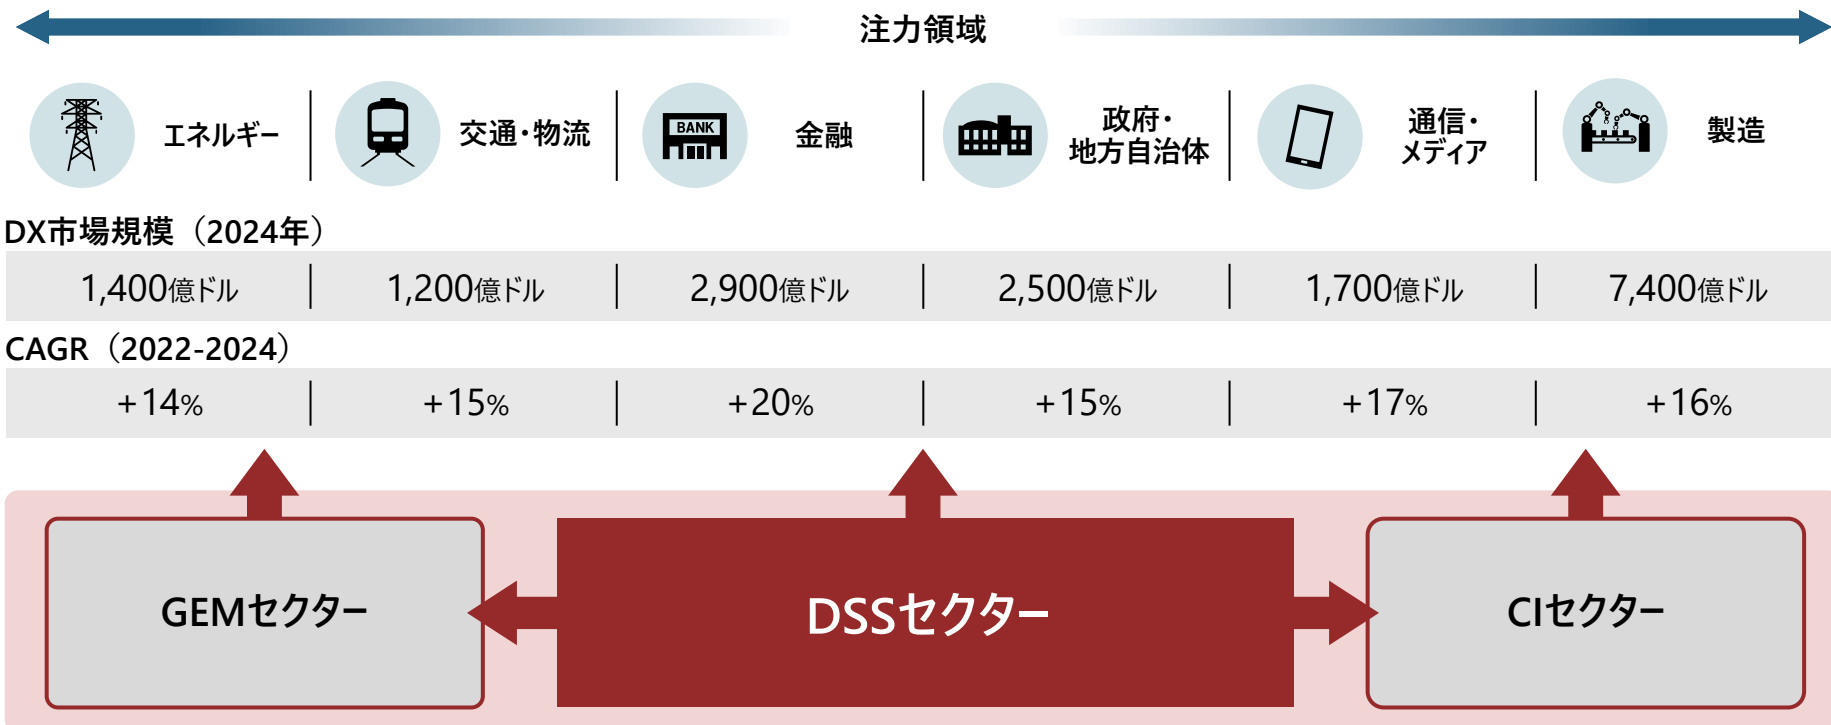 注力領域
エネルギー
交通・物流
BANK
金融
政府・
地方自治体
通信・
メディア
製造
DX市場規模（2024年）
1,400億ドル
1,200億ドル
2,900億ドル
2,500億ドル
1,700億ドル
7,400億ドル
CAGR（2022-2024）
+14%
+15%
+20%
+15%
+17%
+16%
GEMセクター
DSSセクター
CIセクター